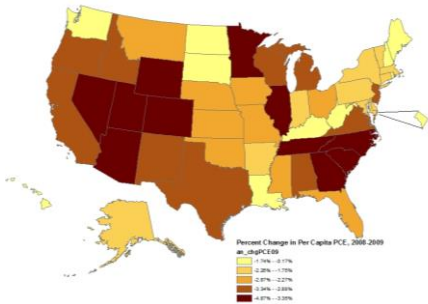 Percent Change in Per Capita PCE, 2008-2009
an_chgPCE09
-1.74% - -0.17%
-2.26% - -1.75%
-2.87% - -2.27%
-3.34% - -2.88%
-4.87% - -3.35%